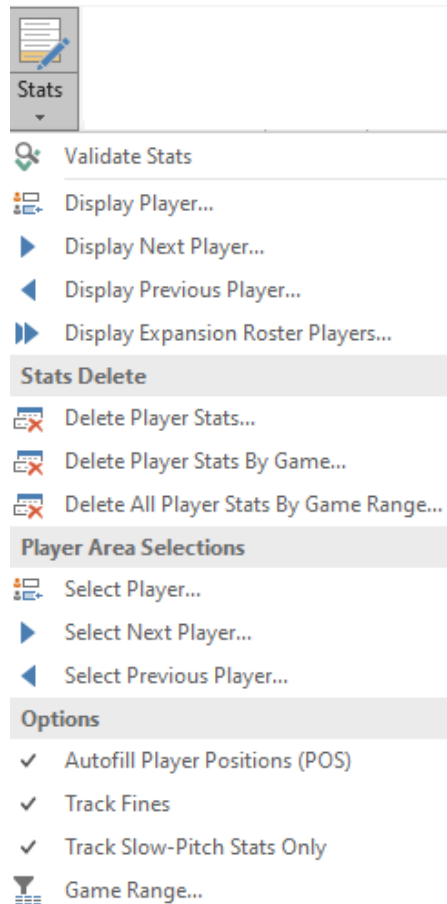 Stats
Validate Stats
Display Player...
Display Next Player...
Display Previous Player...
Display Expansion Roster Players...
Stats Delete
Delete Player Stats...
Delete Player Stats By Game...
Delete All Player Stats By Game Range...
Player Area Selections
Select Player...
Select Next Player...
Select Previous Player...
Options
Autofill Player Positions (POS)
Track Fines
Track Slow-Pitch Stats Only
Game Range...